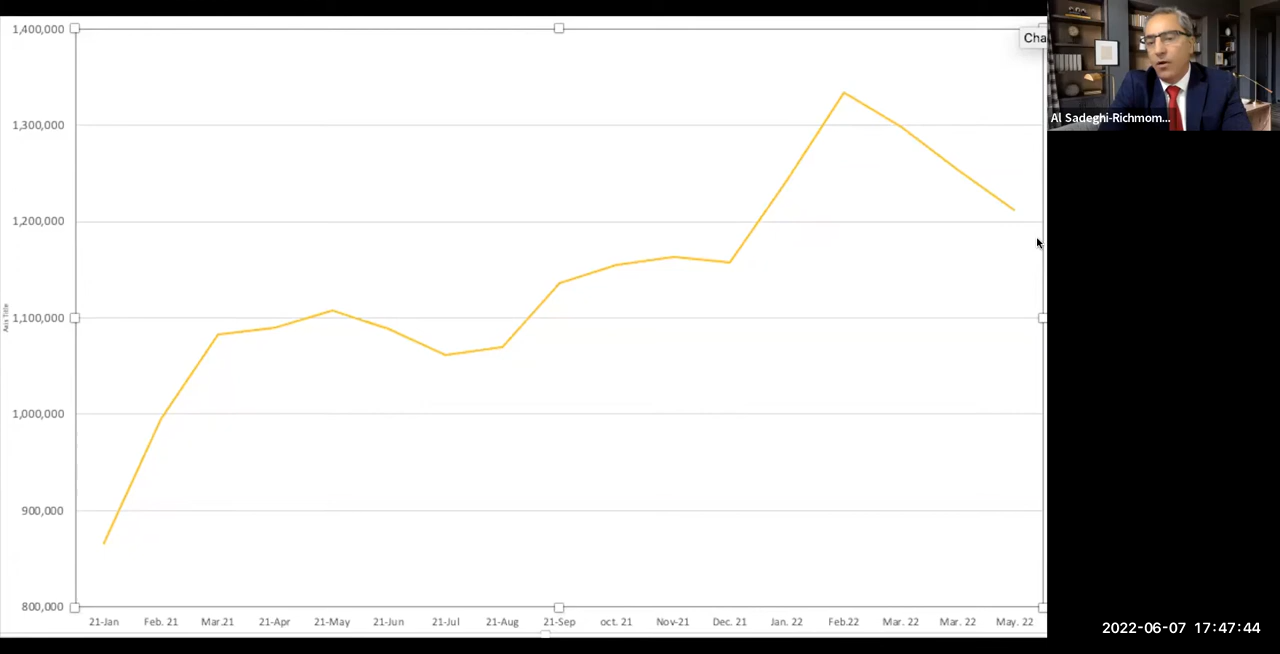 1,400,000
1,300,000
1,200,000
1,100,000
1,000,000
900,000
800,000
Axis Title
21-Jan Feb. 21 Mar.21 21-Apr 21-May 21-Jun 21-Jul 21-Aug 21-Sep oct. 21 Nov-21 Dec. 21 Jan. 22 Feb.22 Mar. 22 Mar. 22 May. 22
Cha
Al Sadeghi-Richmom...
2022-06-07 17:47:44